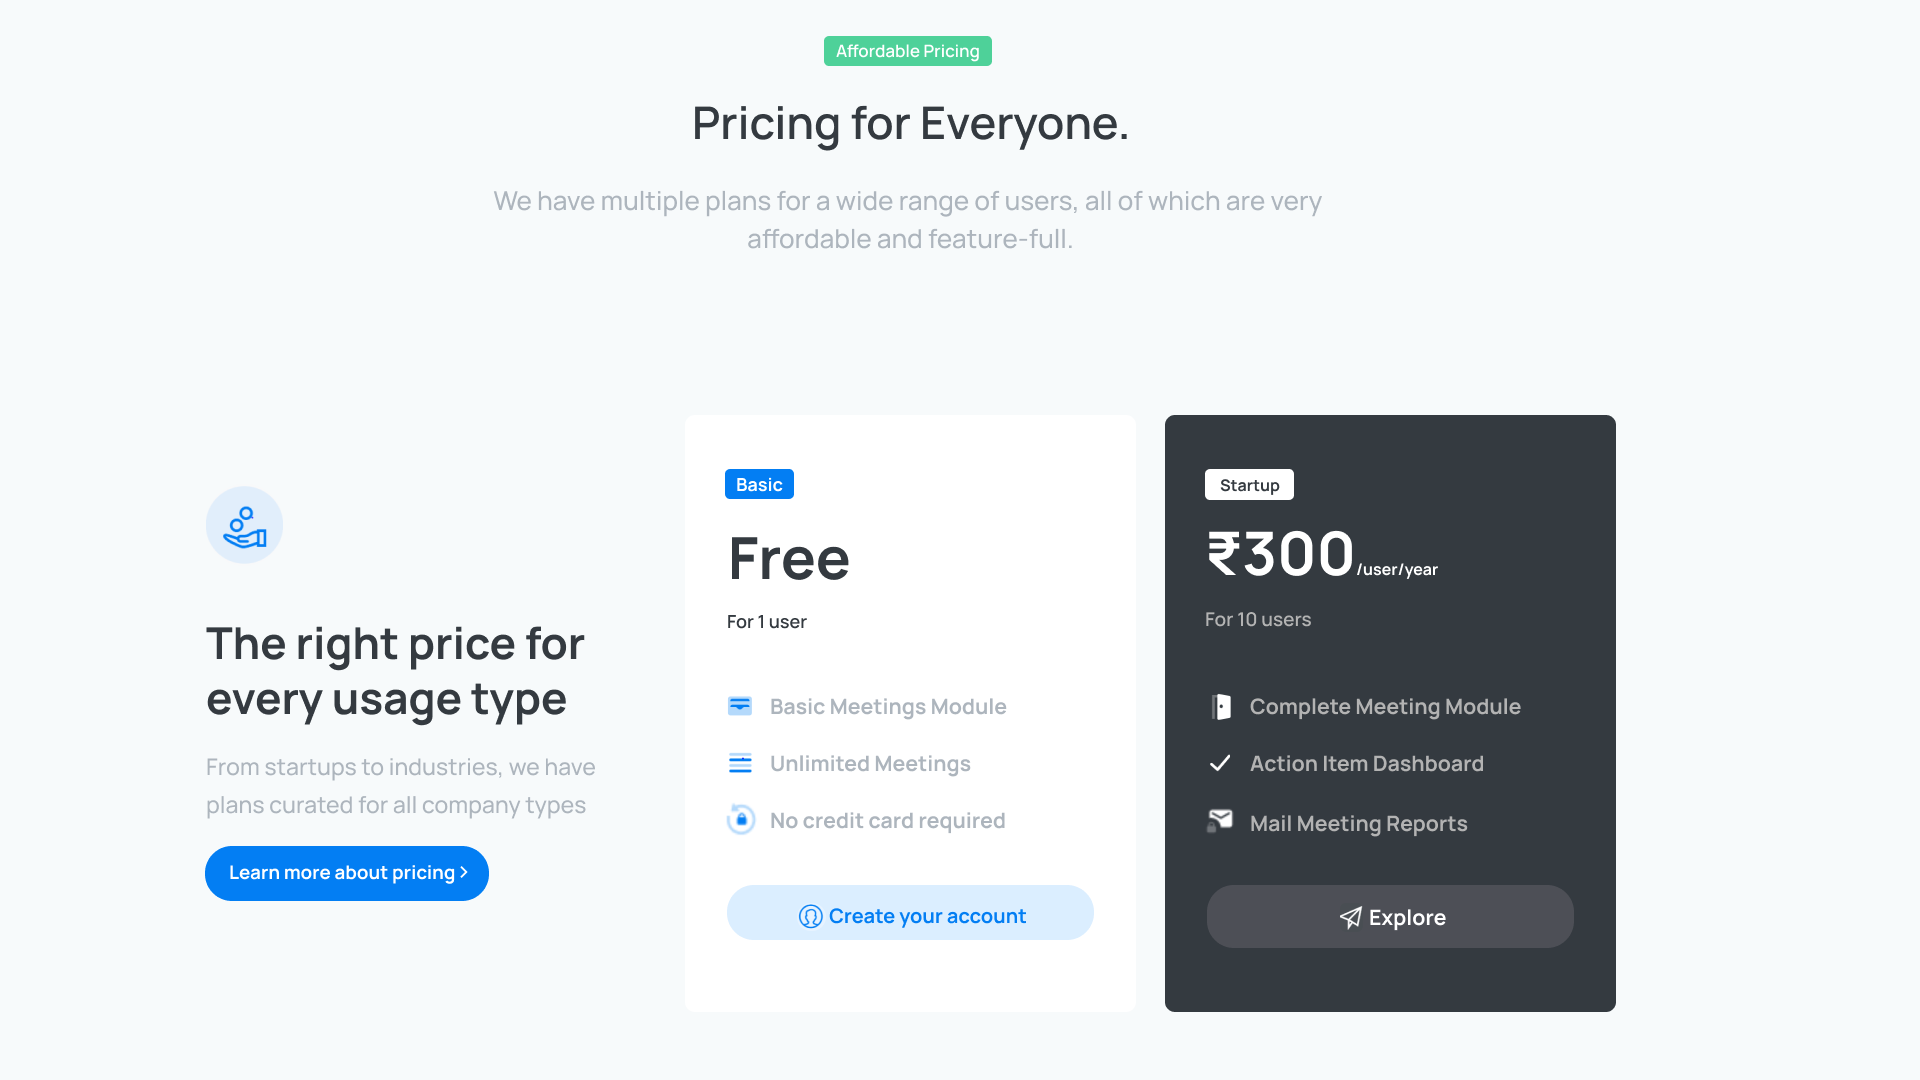 Affordable Pricing
Pricing for Everyone.
We have multiple plans for a wide range of users, all of which are very
affordable and feature-full.
The right price for
every usage type
From startups to industries, we have
plans curated for all company types
Learn more about pricing >
Basic
Free
For 1 user
Basic Meetings Module
Unlimited Meetings
No credit card required
Create your account
Startup
₹300/user/year
For 10 users
Complete Meeting Module
Action Item Dashboard
Mail Meeting Reports
Explore